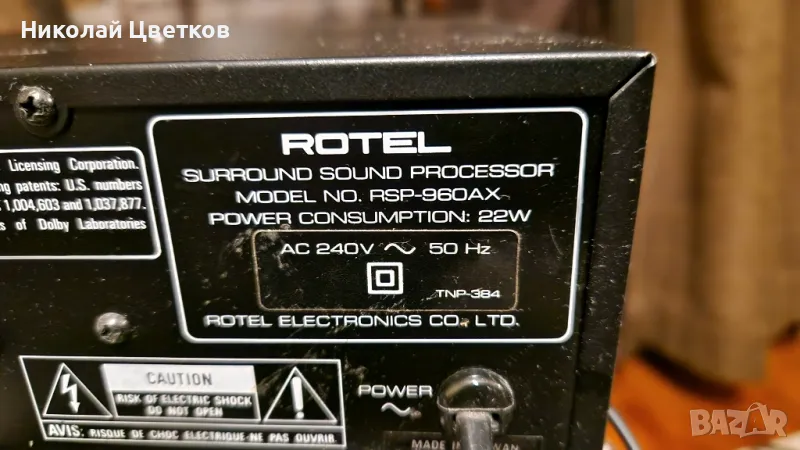 Николай Цветков
ROTEL
SURROUND SOUND PROCESSOR
MODEL NO. RSP-960AX
POWER CONSUMPTION: 22W
AC 240V ~ 50 Hz
TNP-384
ROTEL ELECTRONICS CO., LTD.
Licensing Corporation.
patents: U.S. numbers
1,004,603 and 1,037,877.
of Dolby Laboratories
CAUTION
RISK OF ELECTRIC SHOCK
DO NOT OPEN
AVIS: RISQUE DE CHOC ELECTRIQUE-NE PAS OUVRIR
POWER
~
MADE IN
BAZAR